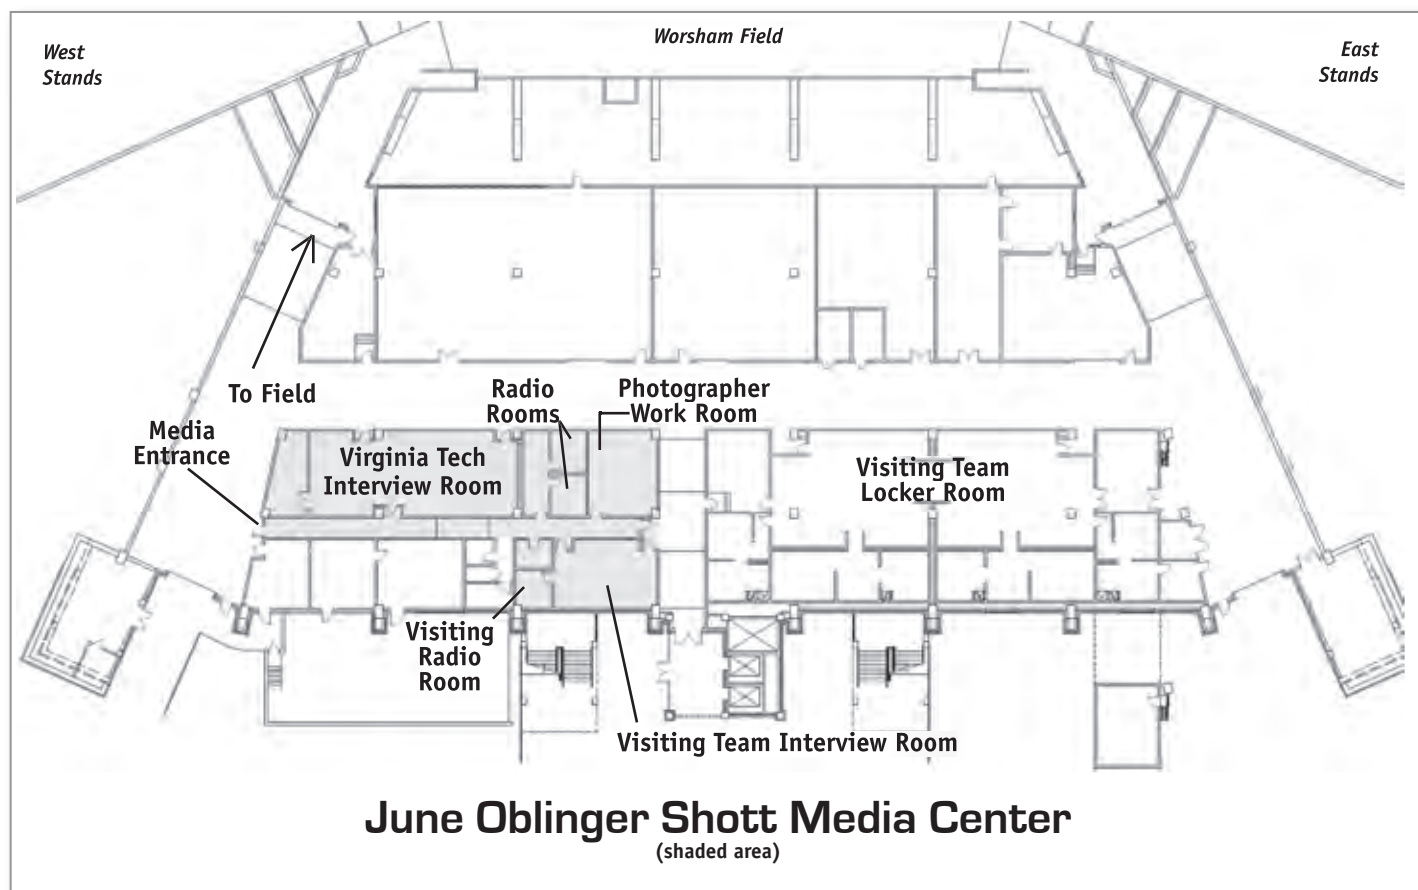 West
Stands
Worsham Field
East
Stands
To Field
Radio
Rooms
Photographer
Work Room
Media
Entrance
Virginia Tech
Interview Room
Visiting Team
Locker Room
Visiting
Radio
Room
Visiting Team Interview Room
June Oblinger Shott Media Center
(shaded area)